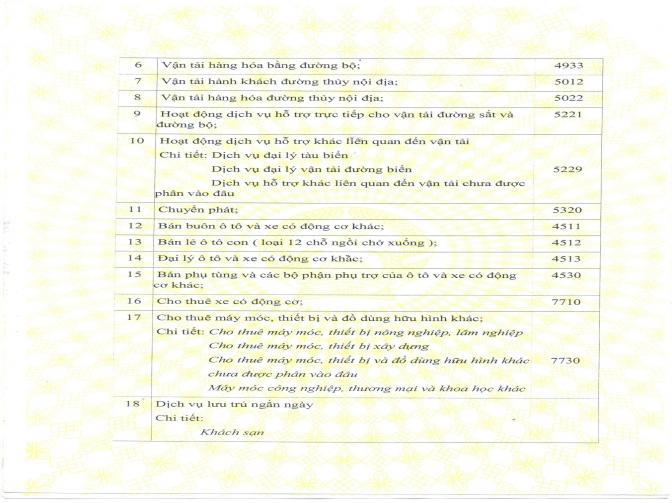 6 Vận tải hàng hóa bằng đường bộ; 4933
7 Vận tải hành khách đường thủy nội địa; 5012
8 Vận tải hàng hóa đường thủy nội địa; 5022
9 Hoạt động dịch vụ hỗ trợ trực tiếp cho vận tải đường sắt và
đường bộ; 5221
10 Hoạt động dịch vụ hỗ trợ khác liên quan đến vận tải
Chi tiết: Dịch vụ đại lý tàu biển
Dịch vụ đại lý vận tải đường biển 5229
Dịch vụ hỗ trợ khác liên quan đến vận tải chưa được
phân vào đâu
11 Chuyển phát; 5320
12 Bán buôn ô tô và xe có động cơ khác; 4511
13 Bán lẻ ô tô con ( loại 12 chỗ ngồi chở xuống ); 4512
14 Đại lý ô tô và xe có động cơ khắc; 4513
15 Bán phụ tùng và các bộ phận phụ trợ của ô tô và xe có động
cơ khác; 4530
16 Cho thuê xe có động cơ; 7710
17 Cho thuê máy móc, thiết bị và đồ dùng hữu hình khác;
Chi tiết: Cho thuê máy móc, thiết bị nông nghiệp, lâm nghiệp
Cho thuê máy móc, thiết bị xây dựng
Cho thuê máy móc, thiết bị và đồ dùng hữu hình khác 7730
chưa được phân vào đâu
Máy móc công nghiệp, thương mại và khoa học khác
18 Dịch vụ lưu trú ngắn ngày
Chi tiết:
Khách sạn